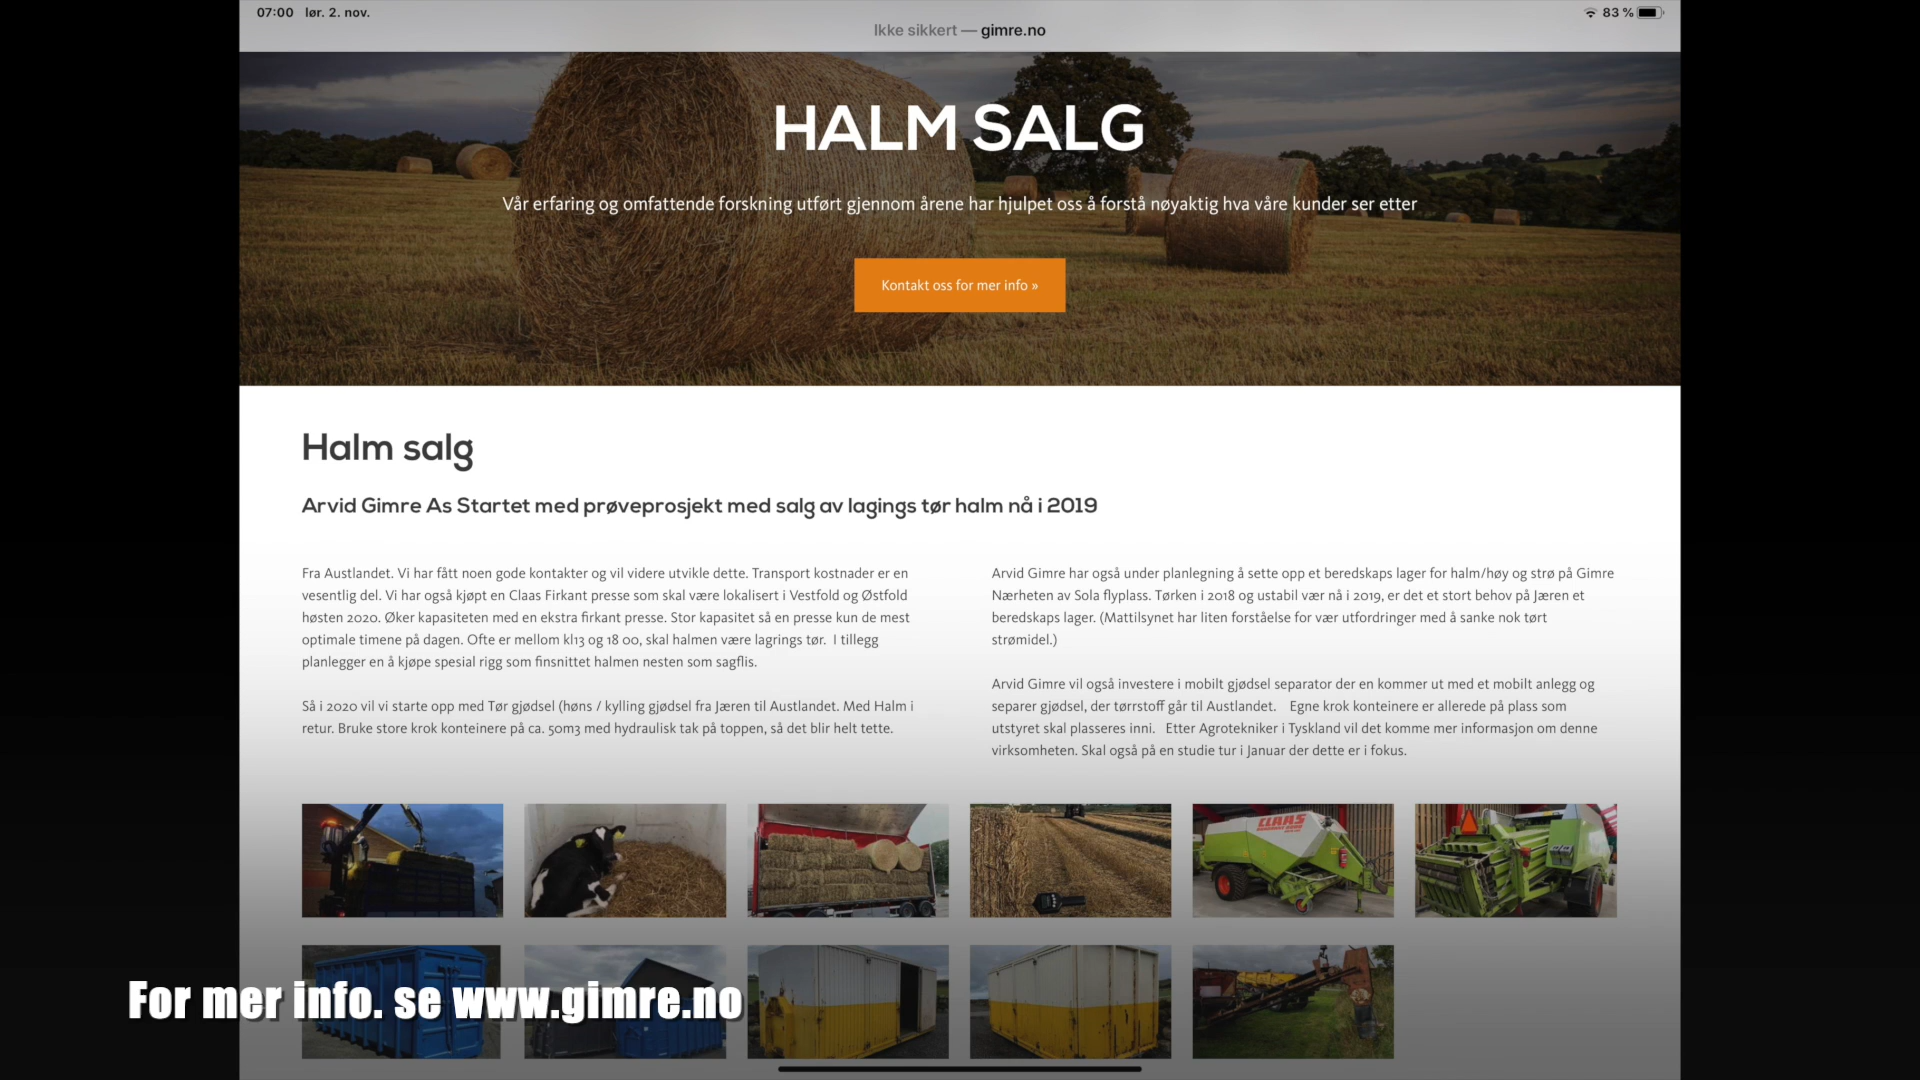 07:00 lør. 2. nov.
83 %
Ikke sikkert — gimre.no
HALM SALG
Vår erfaring og omfattende forskning utført gjennom årene har hjulpet oss å forstå nøyaktig hva våre kunder ser etter
Kontakt oss for mer info »
Halm salg
Arvid Gimre As Startet med prøveprosjekt med salg av lagings tør halm nå i 2019
Fra Austlandet. Vi har fått noen gode kontakter og vil videre utvikle dette. Transport kostnader er en
vesentlig del. Vi har også kjøpt en Claas Firkant presse som skal være lokalisert i Vestfold og Østfold
høsten 2020. Øker kapasiteten med en ekstra firkant presse. Stor kapasitet så en presse kun de mest
optimale timene på dagen. Ofte er mellom kl13 og 18 00, skal halmen være lagrings tør. I tillegg
planlegger en å kjøpe spesial rigg som finsnittet halmen nesten som sagflis.
Så i 2020 vil vi starte opp med Tør gjødsel (høns / kylling gjødsel fra Jæren til Austlandet. Med Halm i
retur. Bruke store krok konteinere på ca. 50m3 med hydraulisk tak på toppen, så det blir helt tette.
Arvid Gimre har også under planlegning å sette opp et beredskaps lager for halm/høy og strø på Gimre
Nærheten av Sola flyplass. Tørken i 2018 og ustabil vær nå i 2019, er det et stort behov på Jæren et
beredskaps lager. (Mattilsynet har liten forståelse for vær utfordringer med å sanke nok tørt
strømidel.)
Arvid Gimre vil også investere i mobilt gjødsel separator der en kommer ut med et mobilt anlegg og
separer gjødsel, der tørrstoff går til Austlandet. Egne krok konteinere er allerede på plass som
utstyret skal plasseres inni. Etter Agrotekniker i Tyskland vil det komme mer informasjon om denne
virksomheten. Skal også på en studie tur i Januar der dette er i fokus.
CLAAS
For mer info. se www.gimre.no